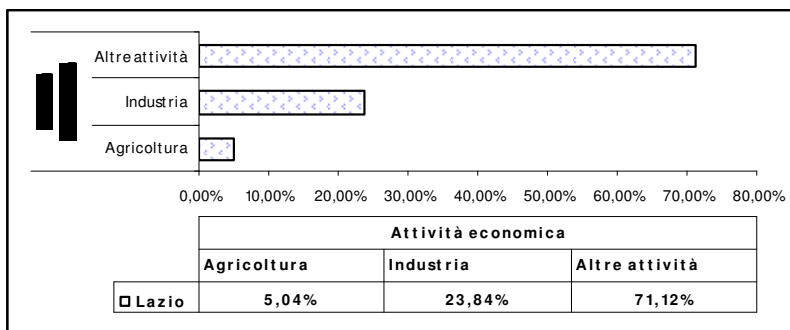 Altre attività
Industria
Agricoltura
0,00% 10,00% 20,00% 30,00% 40,00% 50,00% 60,00% 70,00% 80,00%
Attività economica
Agricoltura Industria Altre attività
Lazio 5,04% 23,84% 71,12%